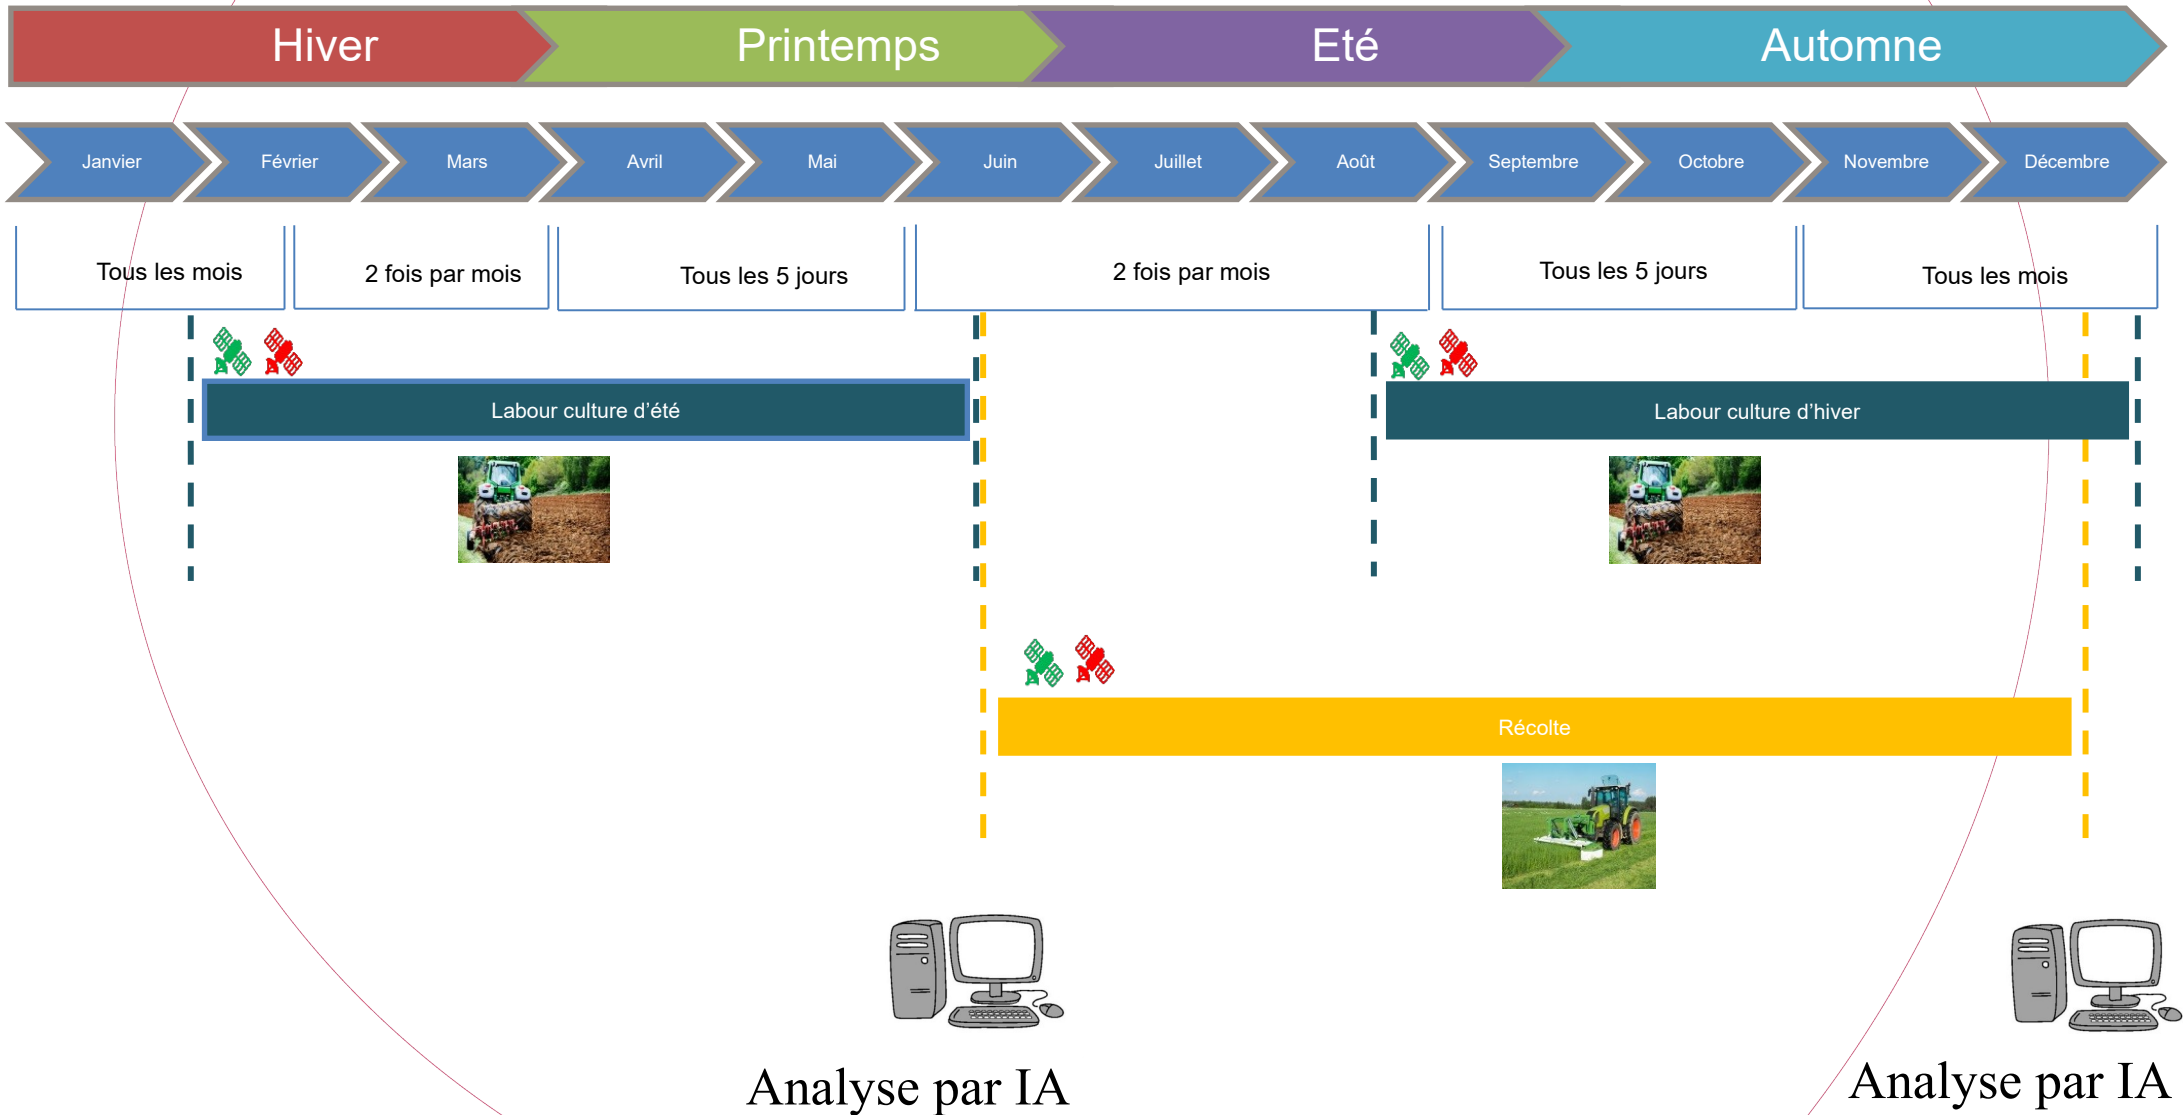 Hiver
Printemps
Eté
Automne
Janvier
Février
Mars
Avril
Mai
Juin
Juillet
Août
Septembre
Octobre
Novembre
Décembre
Tous les mois
2 fois par mois
Tous les 5 jours
2 fois par mois
Tous les 5 jours
Tous les mois
Labour culture d’été
Labour culture d’hiver
Récolte
Analyse par IA
Analyse par IA